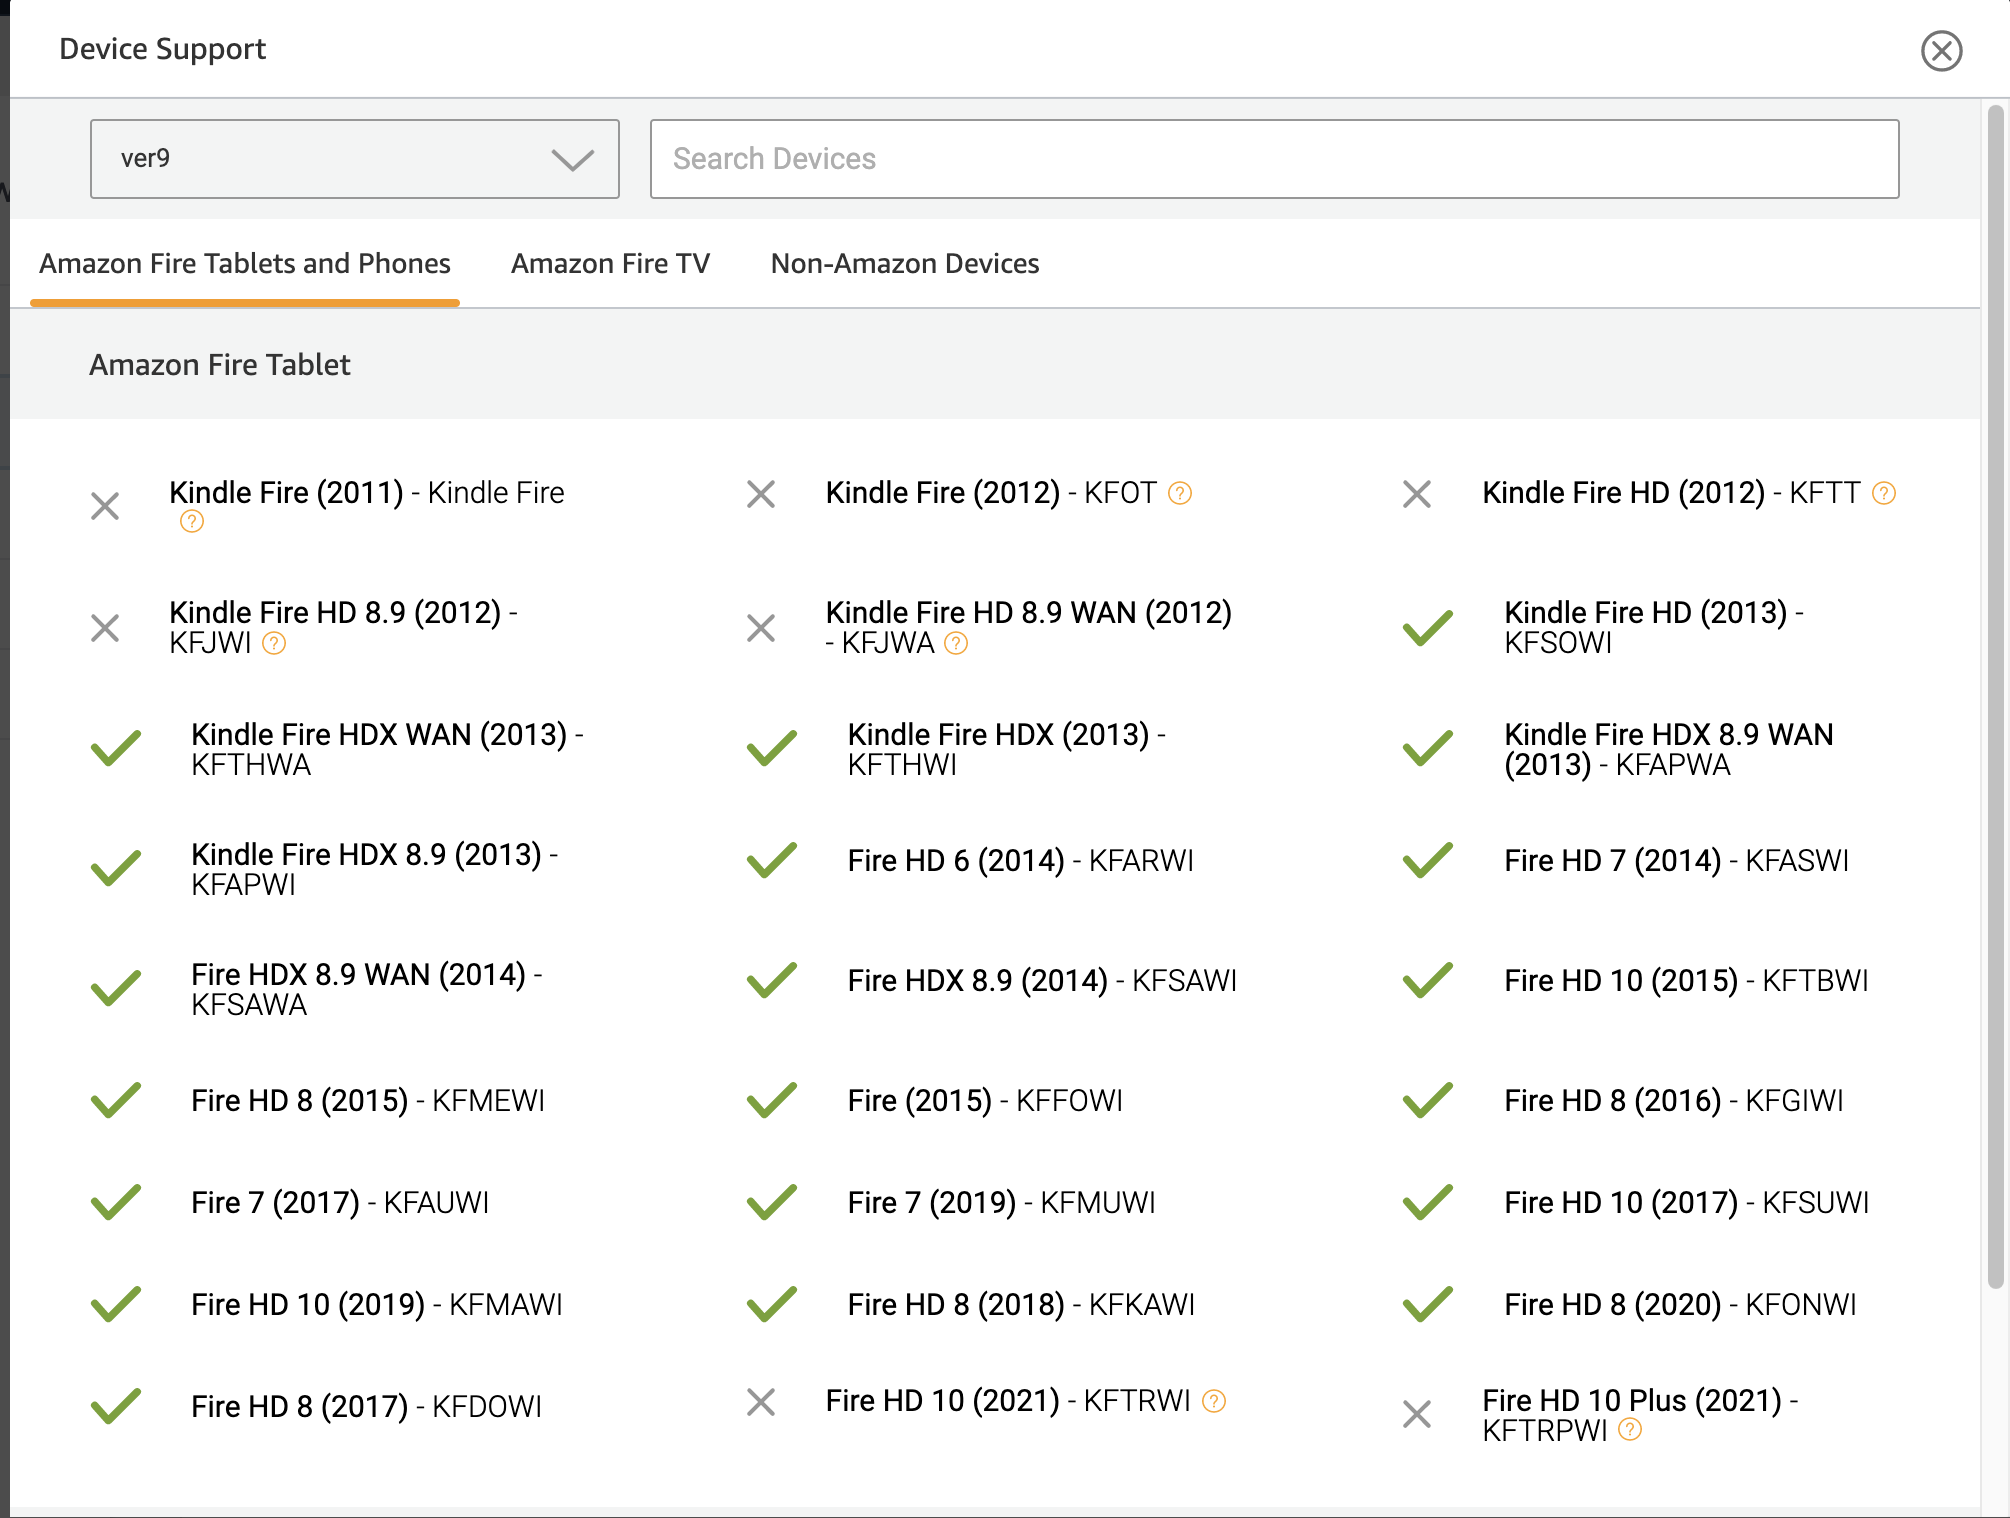 Device Support
ver9
Search Devices
Amazon Fire Tablets and Phones
Amazon Fire TV
Non-Amazon Devices
Amazon Fire Tablet
Kindle Fire (2011) - Kindle Fire
?
Kindle Fire (2012) - KFOT ?
Kindle Fire HD (2012) - KFTT ?
Kindle Fire HD 8.9 (2012) -
KFJWI ?
Kindle Fire HD 8.9 WAN (2012)
- KFJWA ?
Kindle Fire HD (2013) -
KFSOWI
Kindle Fire HDX WAN (2013) -
KFTHWA
Kindle Fire HDX (2013) -
KFTHWI
Kindle Fire HDX 8.9 WAN
(2013) - KFAPWA
Kindle Fire HDX 8.9 (2013) -
KFAPWI
Fire HD 6 (2014) - KFARWI
Fire HD 7 (2014) - KFASWI
Fire HDX 8.9 WAN (2014) -
KFSAWA
Fire HDX 8.9 (2014) - KFSAWI
Fire HD 10 (2015) - KFTBWI
Fire HD 8 (2015) - KFMEWI
Fire (2015) - KFFOWI
Fire HD 8 (2016) - KFGIWI
Fire 7 (2017) - KFAUWI
Fire 7 (2019) - KFMUWI
Fire HD 10 (2017) - KFSUWI
Fire HD 10 (2019) - KFMAWI
Fire HD 8 (2018) - KFKAWI
Fire HD 8 (2020) - KFONWI
Fire HD 8 (2017) - KFDOWI
Fire HD 10 (2021) - KFTRWI ?
Fire HD 10 Plus (2021) -
KFTRPWI ?